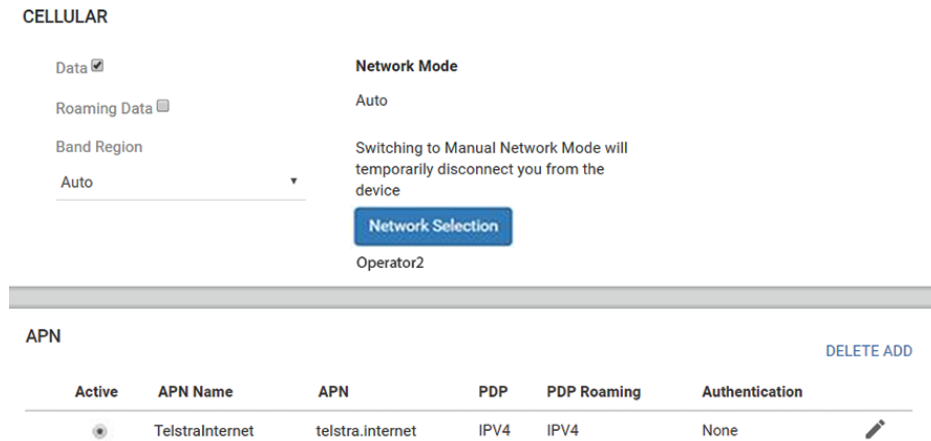 CELLULAR
Data
Network Mode
Roaming Data
Auto
Band Region
Switching to Manual Network Mode will
temporarily disconnect you from the
device
Auto
Network Selection
Operator2
APN
DELETE ADD
Active APN Name APN PDP PDP Roaming Authentication
TelstraInternet telstra.internet IPV4 IPV4 None